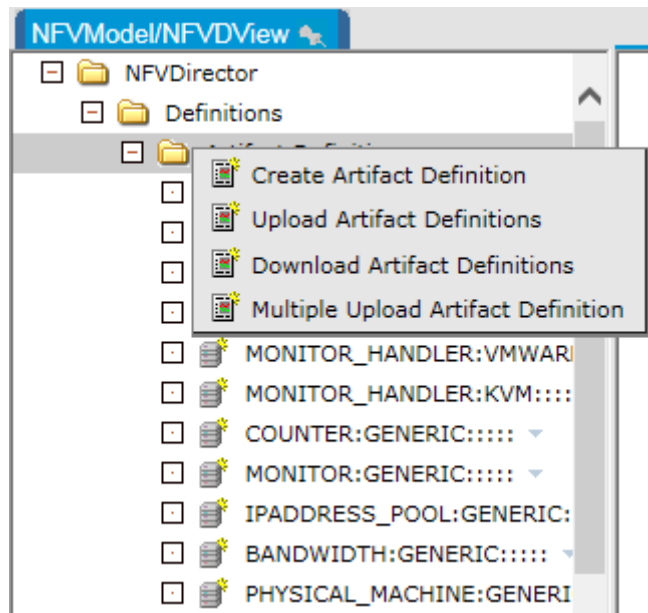 NFVModel/NFVDView
NFVDirector
Definitions
Create Artifact Definition
Upload Artifact Definitions
Download Artifact Definitions
Multiple Upload Artifact Definition
MONITOR_HANDLER:VMWAR
MONITOR_HANDLER:KVM::::
COUNTER:GENERIC:::::
MONITOR:GENERIC:::::
IPADDRESS_POOL:GENERIC:
BANDWIDTH:GENERIC:::::
PHYSICAL_MACHINE:GENERI